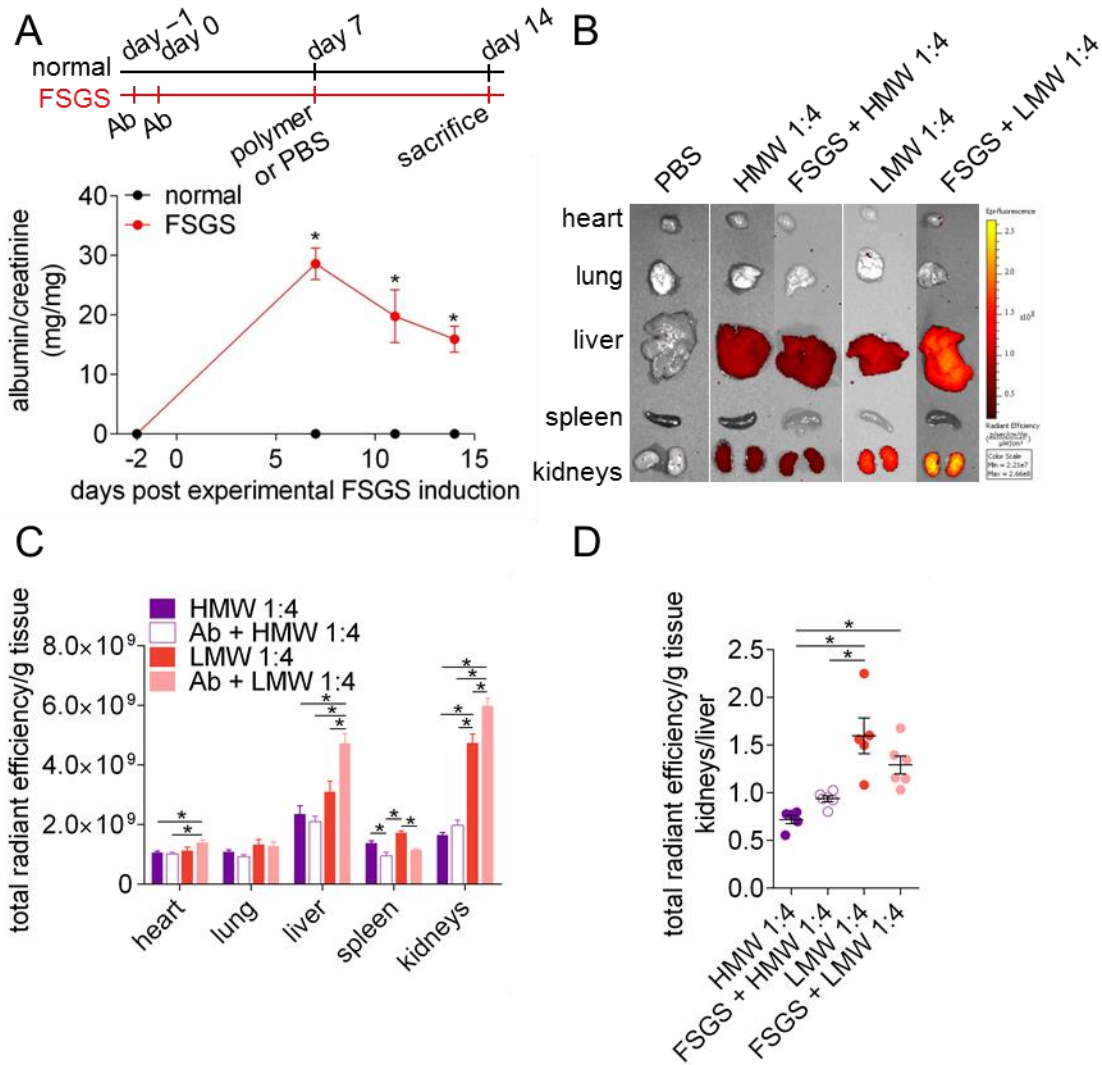 A
day −1
day 0
day 7
day 14
normal
FSGS
Ab
Ab
polymer
or PBS
sacrifice
albumin/creatinine
(mg/mg)
40
30
20
10
0
normal
FSGS
*
*
*
-2
0
5
10
15
days post experimental FSGS induction
B
PBS
HMW 1:4
FSGS + HMW 1:4
LMW 1:4
FSGS + LMW 1:4
heart
lung
liver
spleen
kidneys
Epi-fluorescence
2.5
2.0
1.5
1.0
0.5
Radiant Efficiency
Color Scale
Min = 2.21e7
Max = 2.66e8
C
total radiant efficiency/g tissue
HMW 1:4
Ab + HMW 1:4
LMW 1:4
Ab + LMW 1:4
8.0×10⁹
6.0×10⁹
4.0×10⁹
2.0×10⁹
0
* *
* * *
* * *
* * * * *
heart
lung
liver
spleen
kidneys
D
total radiant efficiency/g tissue
kidneys/liver
2.5
2.0
1.5
1.0
0.5
0.0
*
*
*
HMW 1:4
FSGS + HMW 1:4
LMW 1:4
FSGS + LMW 1:4